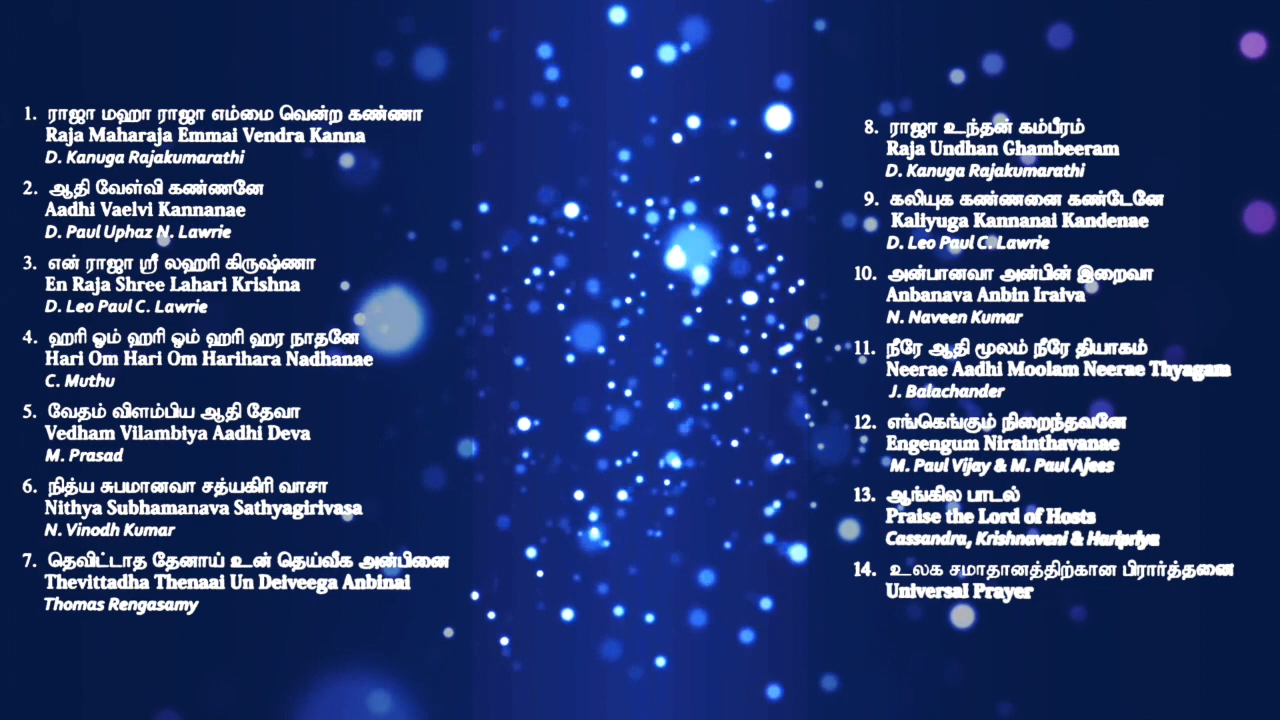 1. ராஜா மஹா ராஜா எம்மை வென்ற கண்ணா
Raja Maharaja Emmai Vendra Kanna
D. Kanuga Rajakumarathi
2. ஆதி வேள்வி கண்ணனே
Aadhi Vaelvi Kannanae
D. Paul Uphaz N. Lawrie
3. என் ராஜா ஸ்ரீ லஹரி கிருஷ்ணா
En Raja Shree Lahari Krishna
D. Leo Paul C. Lawrie
4. ஹரி ஓம் ஹரி ஓம் ஹரி ஹர நாதனே
Hari Om Hari Om Harihara Nadhanae
C. Muthu
5. வேதம் விளம்பிய ஆதி தேவா
Vedham Vilambiya Aadhi Deva
M. Prasad
6. நித்ய சுபமானவா சத்யகிரி வாசா
Nithya Subhamanava Sathyagirivasa
N. Vinodh Kumar
7. தெவிட்டாத தேனாய் உன் தெய்வீக அன்பினை
Thevittadha Thenaai Un Deiveega Anbinai
Thomas Rengasamy
8. ராஜா உந்தன் கம்பீரம்
Raja Undhan Ghambeeram
D. Kanuga Rajakumarathi
9. கலியுக கண்ணனை கண்டேனே
Kaliyuga Kannanai Kandenae
D. Leo Paul C. Lawrie
10. அன்பானவா அன்பின் இறைவா
Anbanava Anbin Iraiva
N. Naveen Kumar
11. நீரே ஆதி மூலம் நீரே தியாகம்
Neerae Aadhi Moolam Neerae Thyagam
J. Balachander
12. எங்கெங்கும் நிறைந்தவனே
Engengum Nirainthavanae
M. Paul Vijay & M. Paul Ajees
13. ஆங்கில பாடல்
Praise the Lord of Hosts
Cassandra, Krishnaveni & Haripriya
14. உலக சமாதானத்திற்கான பிரார்த்தனை
Universal Prayer